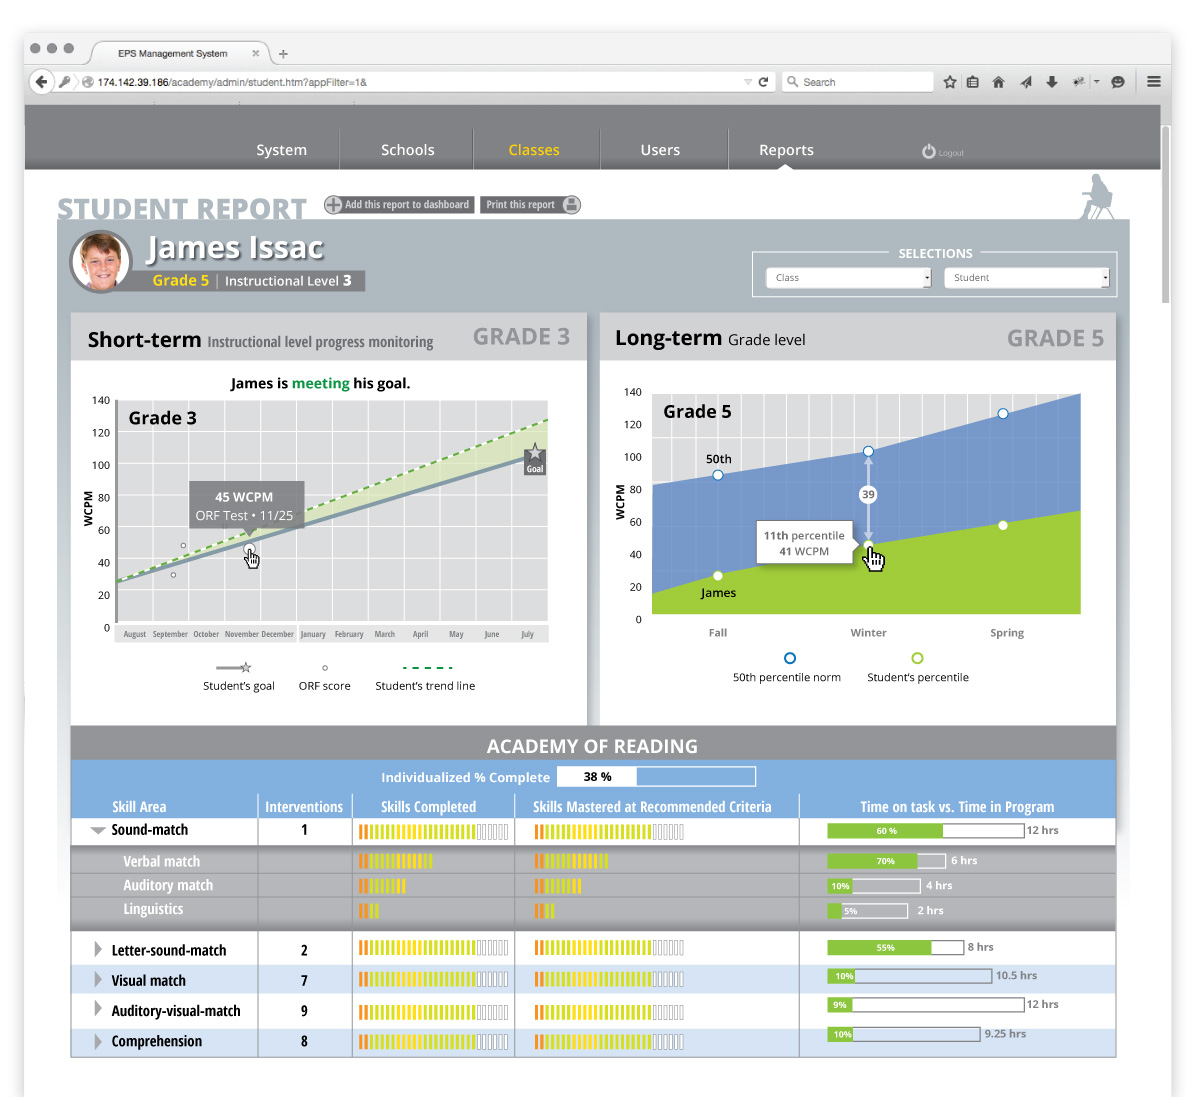 EPS Management System
174.142.39.186/academy/admin/student.htm?appFilter=1&
Search
System Schools Classes Users Reports Logout
STUDENT REPORT Add this report to dashboard Print this report
James Issac
Grade 5 | Instructional Level 3
SELECTIONS
Class Student
Short-term Instructional level progress monitoring GRADE 3
James is meeting his goal.
Grade 3
WCPM
140
120
100
80
60
40
20
0
Goal
45 WCPM
ORF Test • 11/25
August September October November December January February March April May June July
Student's goal ORF score Student's trend line
Long-term Grade level GRADE 5
Grade 5
WCPM
140
120
100
80
60
40
20
0
50th
39
11th percentile
41 WCPM
James
Fall Winter Spring
50th percentile norm Student's percentile
ACADEMY OF READING
Individualized % Complete 38 %
Skill Area Interventions Skills Completed Skills Mastered at Recommended Criteria Time on task vs. Time in Program
Sound-match 1 60 % 12 hrs
Verbal match 70% 6 hrs
Auditory match 10% 4 hrs
Linguistics 5% 2 hrs
Letter-sound-match 2 55% 8 hrs
Visual match 7 10% 10.5 hrs
Auditory-visual-match 9 9% 12 hrs
Comprehension 8 10% 9.25 hrs